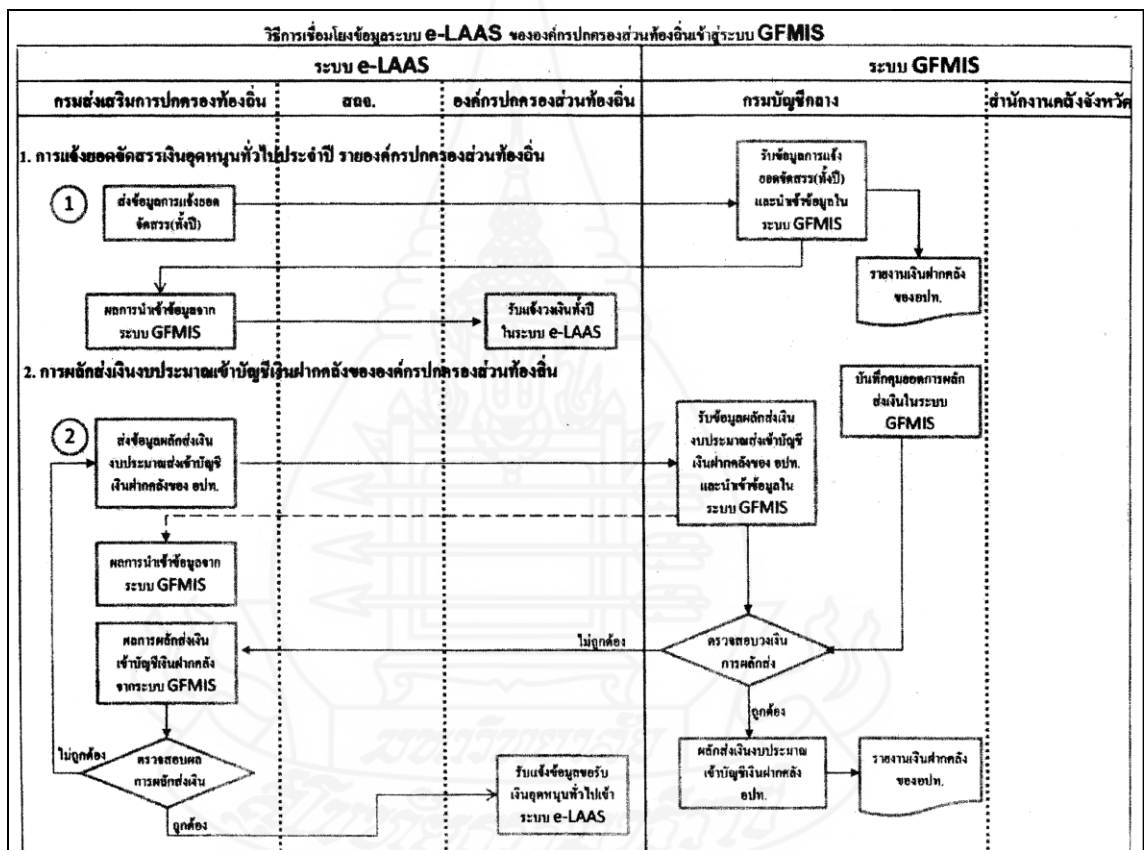 วิธีการเชื่อมโยงข้อมูลระบบ e-LAAS ขององค์กรปกครองส่วนท้องถิ่นเข้าสู่ระบบ GFMIS
ระบบ e-LAAS
ระบบ GFMIS
กรมส่งเสริมการปกครองท้องถิ่น
สถจ.
องค์กรปกครองส่วนท้องถิ่น
กรมบัญชีกลาง
สำนักงานคลังจังหวัด
1. การแจ้งยอดจัดสรรเงินอุดหนุนทั่วไปประจำปี รายองค์กรปกครองส่วนท้องถิ่น
1
ส่งข้อมูลการแจ้งยอด
จัดสรร(ทั้งปี)
รับข้อมูลการแจ้ง
ยอดจัดสรร(ทั้งปี)
และนำเข้าข้อมูลใน
ระบบ GFMIS
รายงานเงินฝากคลัง
ของอปท.
ผลการนำเข้าข้อมูลจาก
ระบบ GFMIS
รับแจ้งวงเงินทั้งปี
ในระบบ e-LAAS
2. การผลักส่งเงินงบประมาณเข้าบัญชีเงินฝากคลังขององค์กรปกครองส่วนท้องถิ่น
2
ส่งข้อมูลผลักส่งเงิน
งบประมาณส่งเข้าบัญชี
เงินฝากคลังของ อปท.
รับข้อมูลผลักส่งเงิน
งบประมาณส่งเข้าบัญชี
เงินฝากคลังของ อปท.
และนำเข้าข้อมูลใน
ระบบ GFMIS
บันทึกคุมยอดการผลัก
ส่งเงินในระบบ
GFMIS
ผลการนำเข้าข้อมูลจาก
ระบบ GFMIS
ผลการผลักส่งเงิน
เข้าบัญชีเงินฝากคลัง
จากระบบ GFMIS
ไม่ถูกต้อง
ตรวจสอบวงเงิน
การผลักส่ง
ถูกต้อง
ไม่ถูกต้อง
ตรวจสอบผล
การผลักส่งเงิน
ถูกต้อง
รับแจ้งข้อมูลขอรับ
เงินอุดหนุนทั่วไปเข้า
ระบบ e-LAAS
ผลักส่งเงินงบประมาณ
เข้าบัญชีเงินฝากคลัง
อปท.
รายงานเงินฝากคลัง
ของอปท.